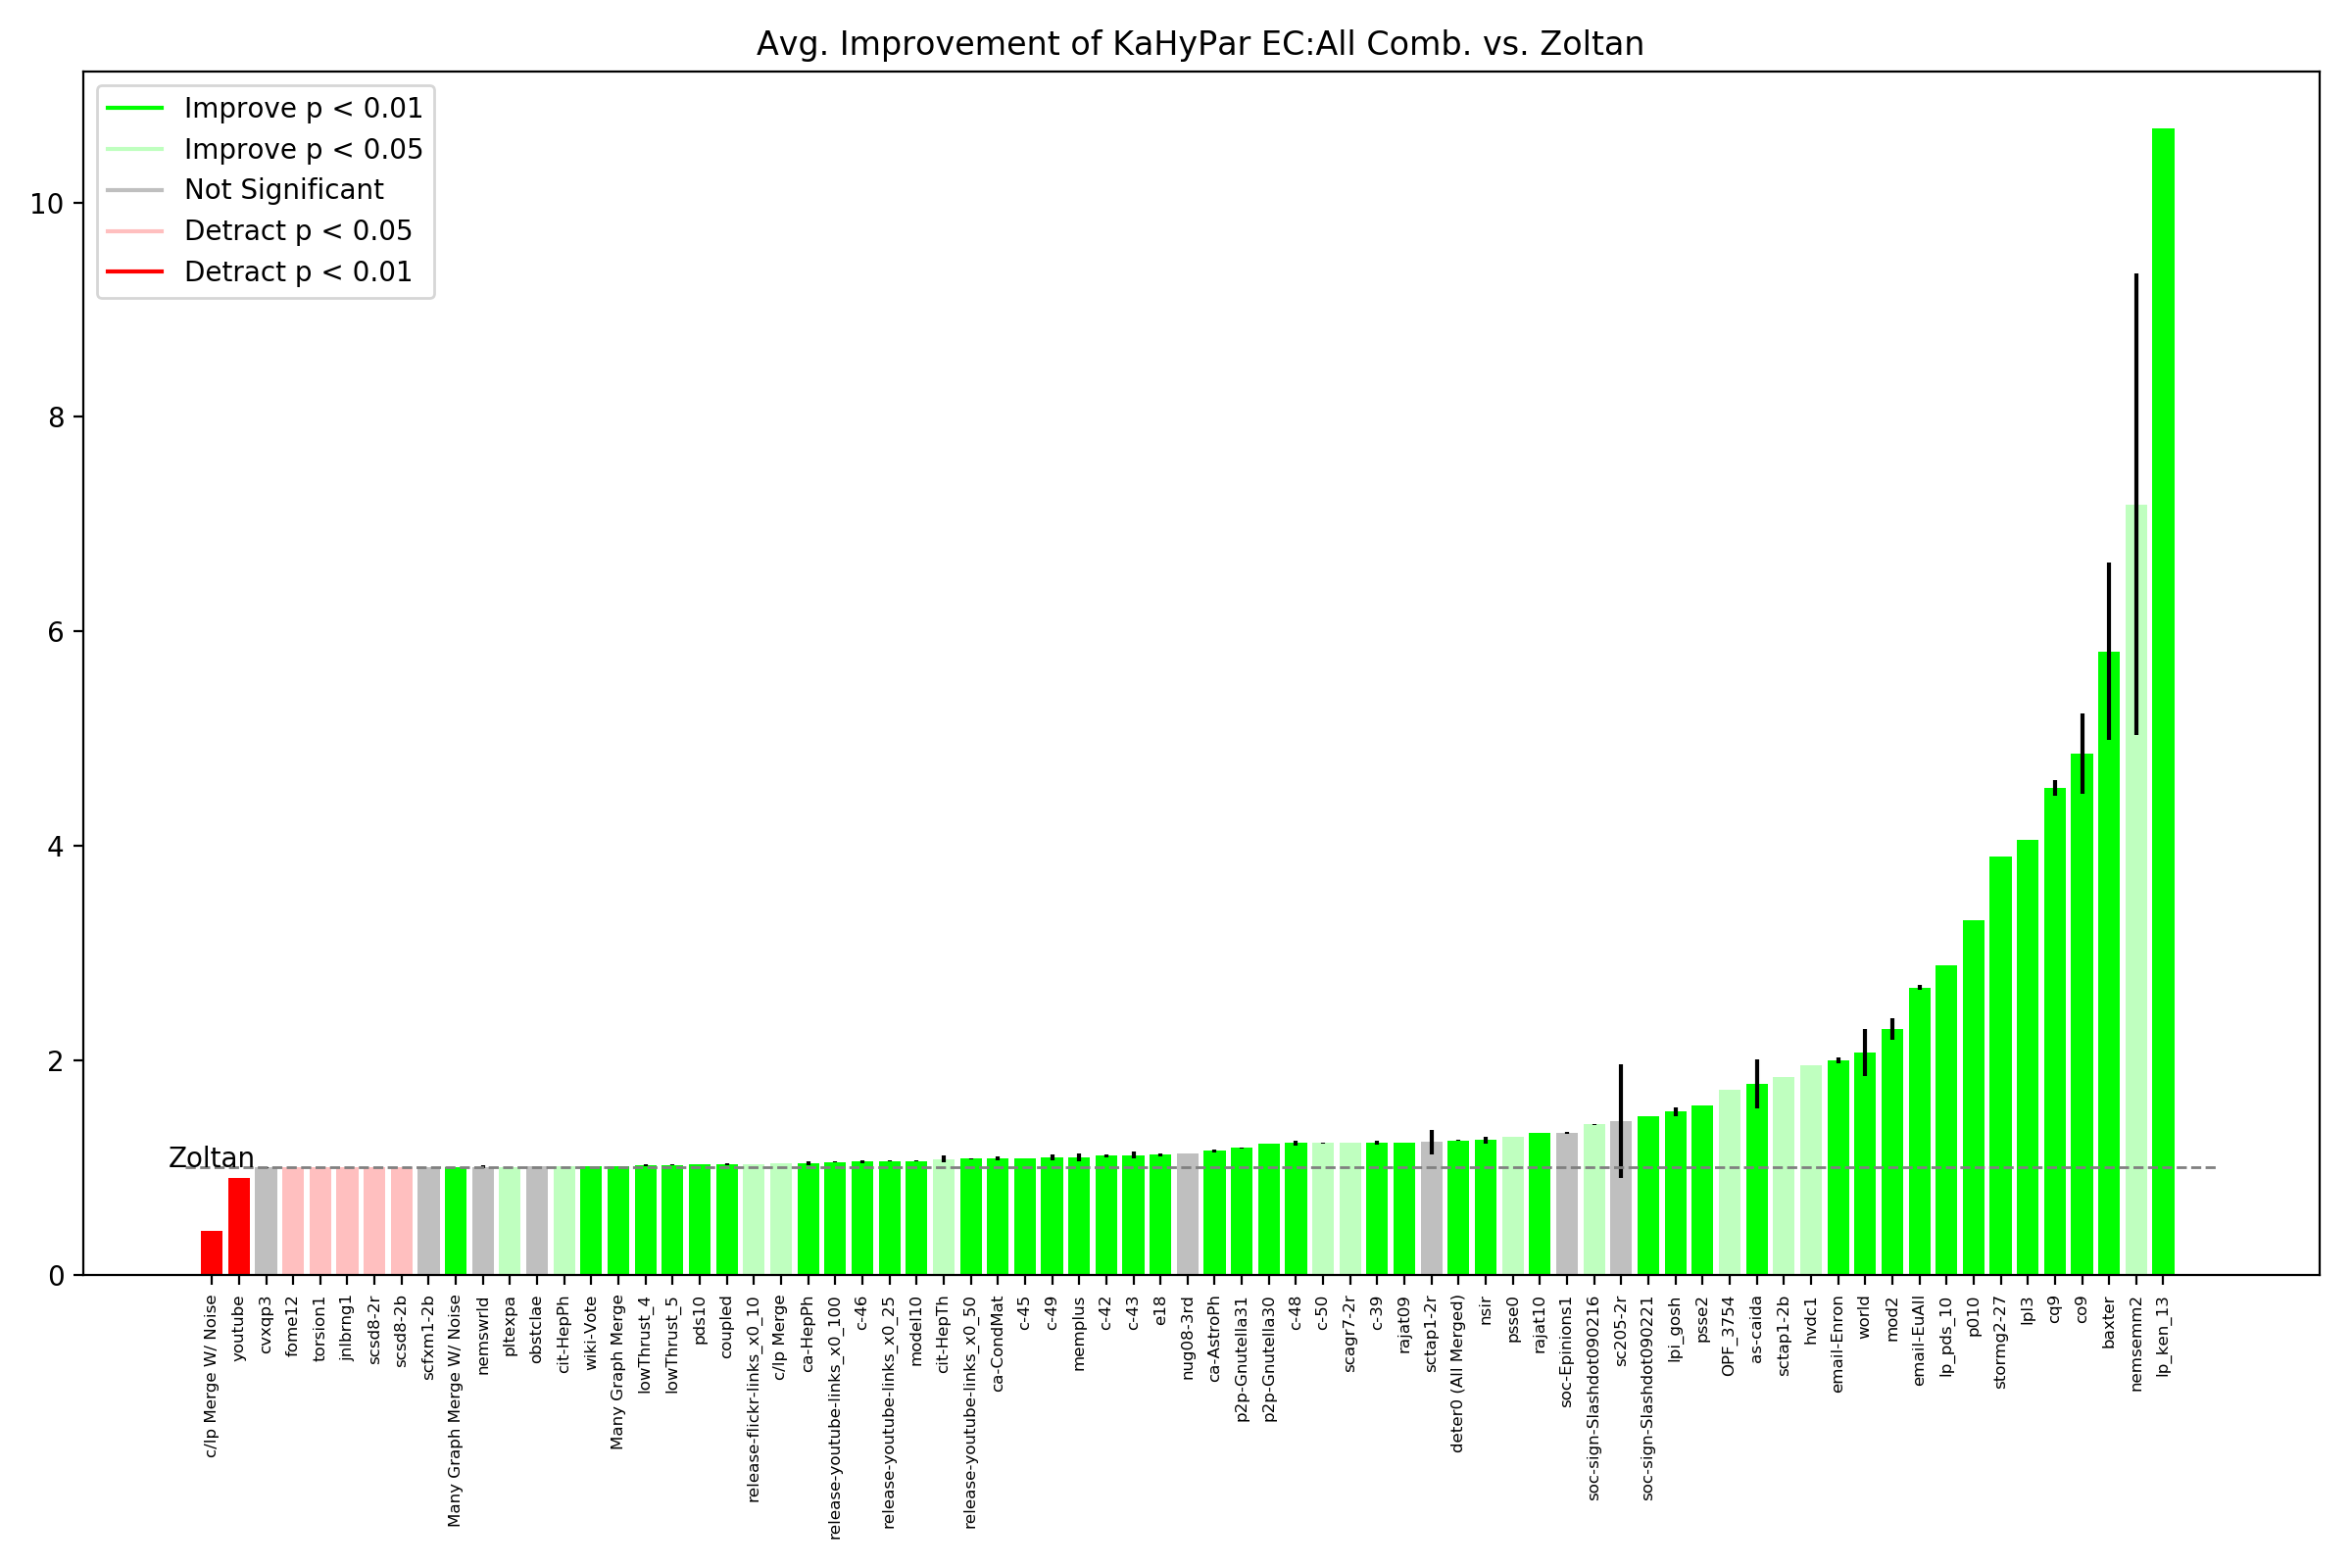 Avg. Improvement of KaHyPar EC:All Comb. vs. Zoltan
Improve p < 0.01
Improve p < 0.05
Not Significant
Detract p < 0.05
Detract p < 0.01
10
8
6
4
2
0
Zoltan
c/lp Merge W/ Noise
youtube
cvxqp3
fome12
torsion1
jnlbrng1
scsd8-2r
scsd8-2b
scfxm1-2b
Many Graph Merge W/ Noise
nemswrld
pltexpa
obstclae
cit-HepPh
wiki-Vote
Many Graph Merge
lowThrust_4
lowThrust_5
pds10
coupled
release-flickr-links_x0_10
c/lp Merge
ca-HepPh
release-youtube-links_x0_100
c-46
release-youtube-links_x0_25
model10
cit-HepTh
release-youtube-links_x0_50
ca-CondMat
c-45
c-49
memplus
c-42
c-43
e18
nug08-3rd
ca-AstroPh
p2p-Gnutella31
p2p-Gnutella30
c-48
c-50
scagr7-2r
c-39
rajat09
sctap1-2r
deter0 (All Merged)
nsir
psse0
rajat10
soc-Epinions1
soc-sign-Slashdot090216
sc205-2r
soc-sign-Slashdot090221
lpi_gosh
psse2
OPF_3754
as-caida
sctap1-2b
hvdc1
email-Enron
world
mod2
email-EuAll
lp_pds_10
p010
stormg2-27
lpl3
cq9
co9
baxter
nemsemm2
lp_ken_13